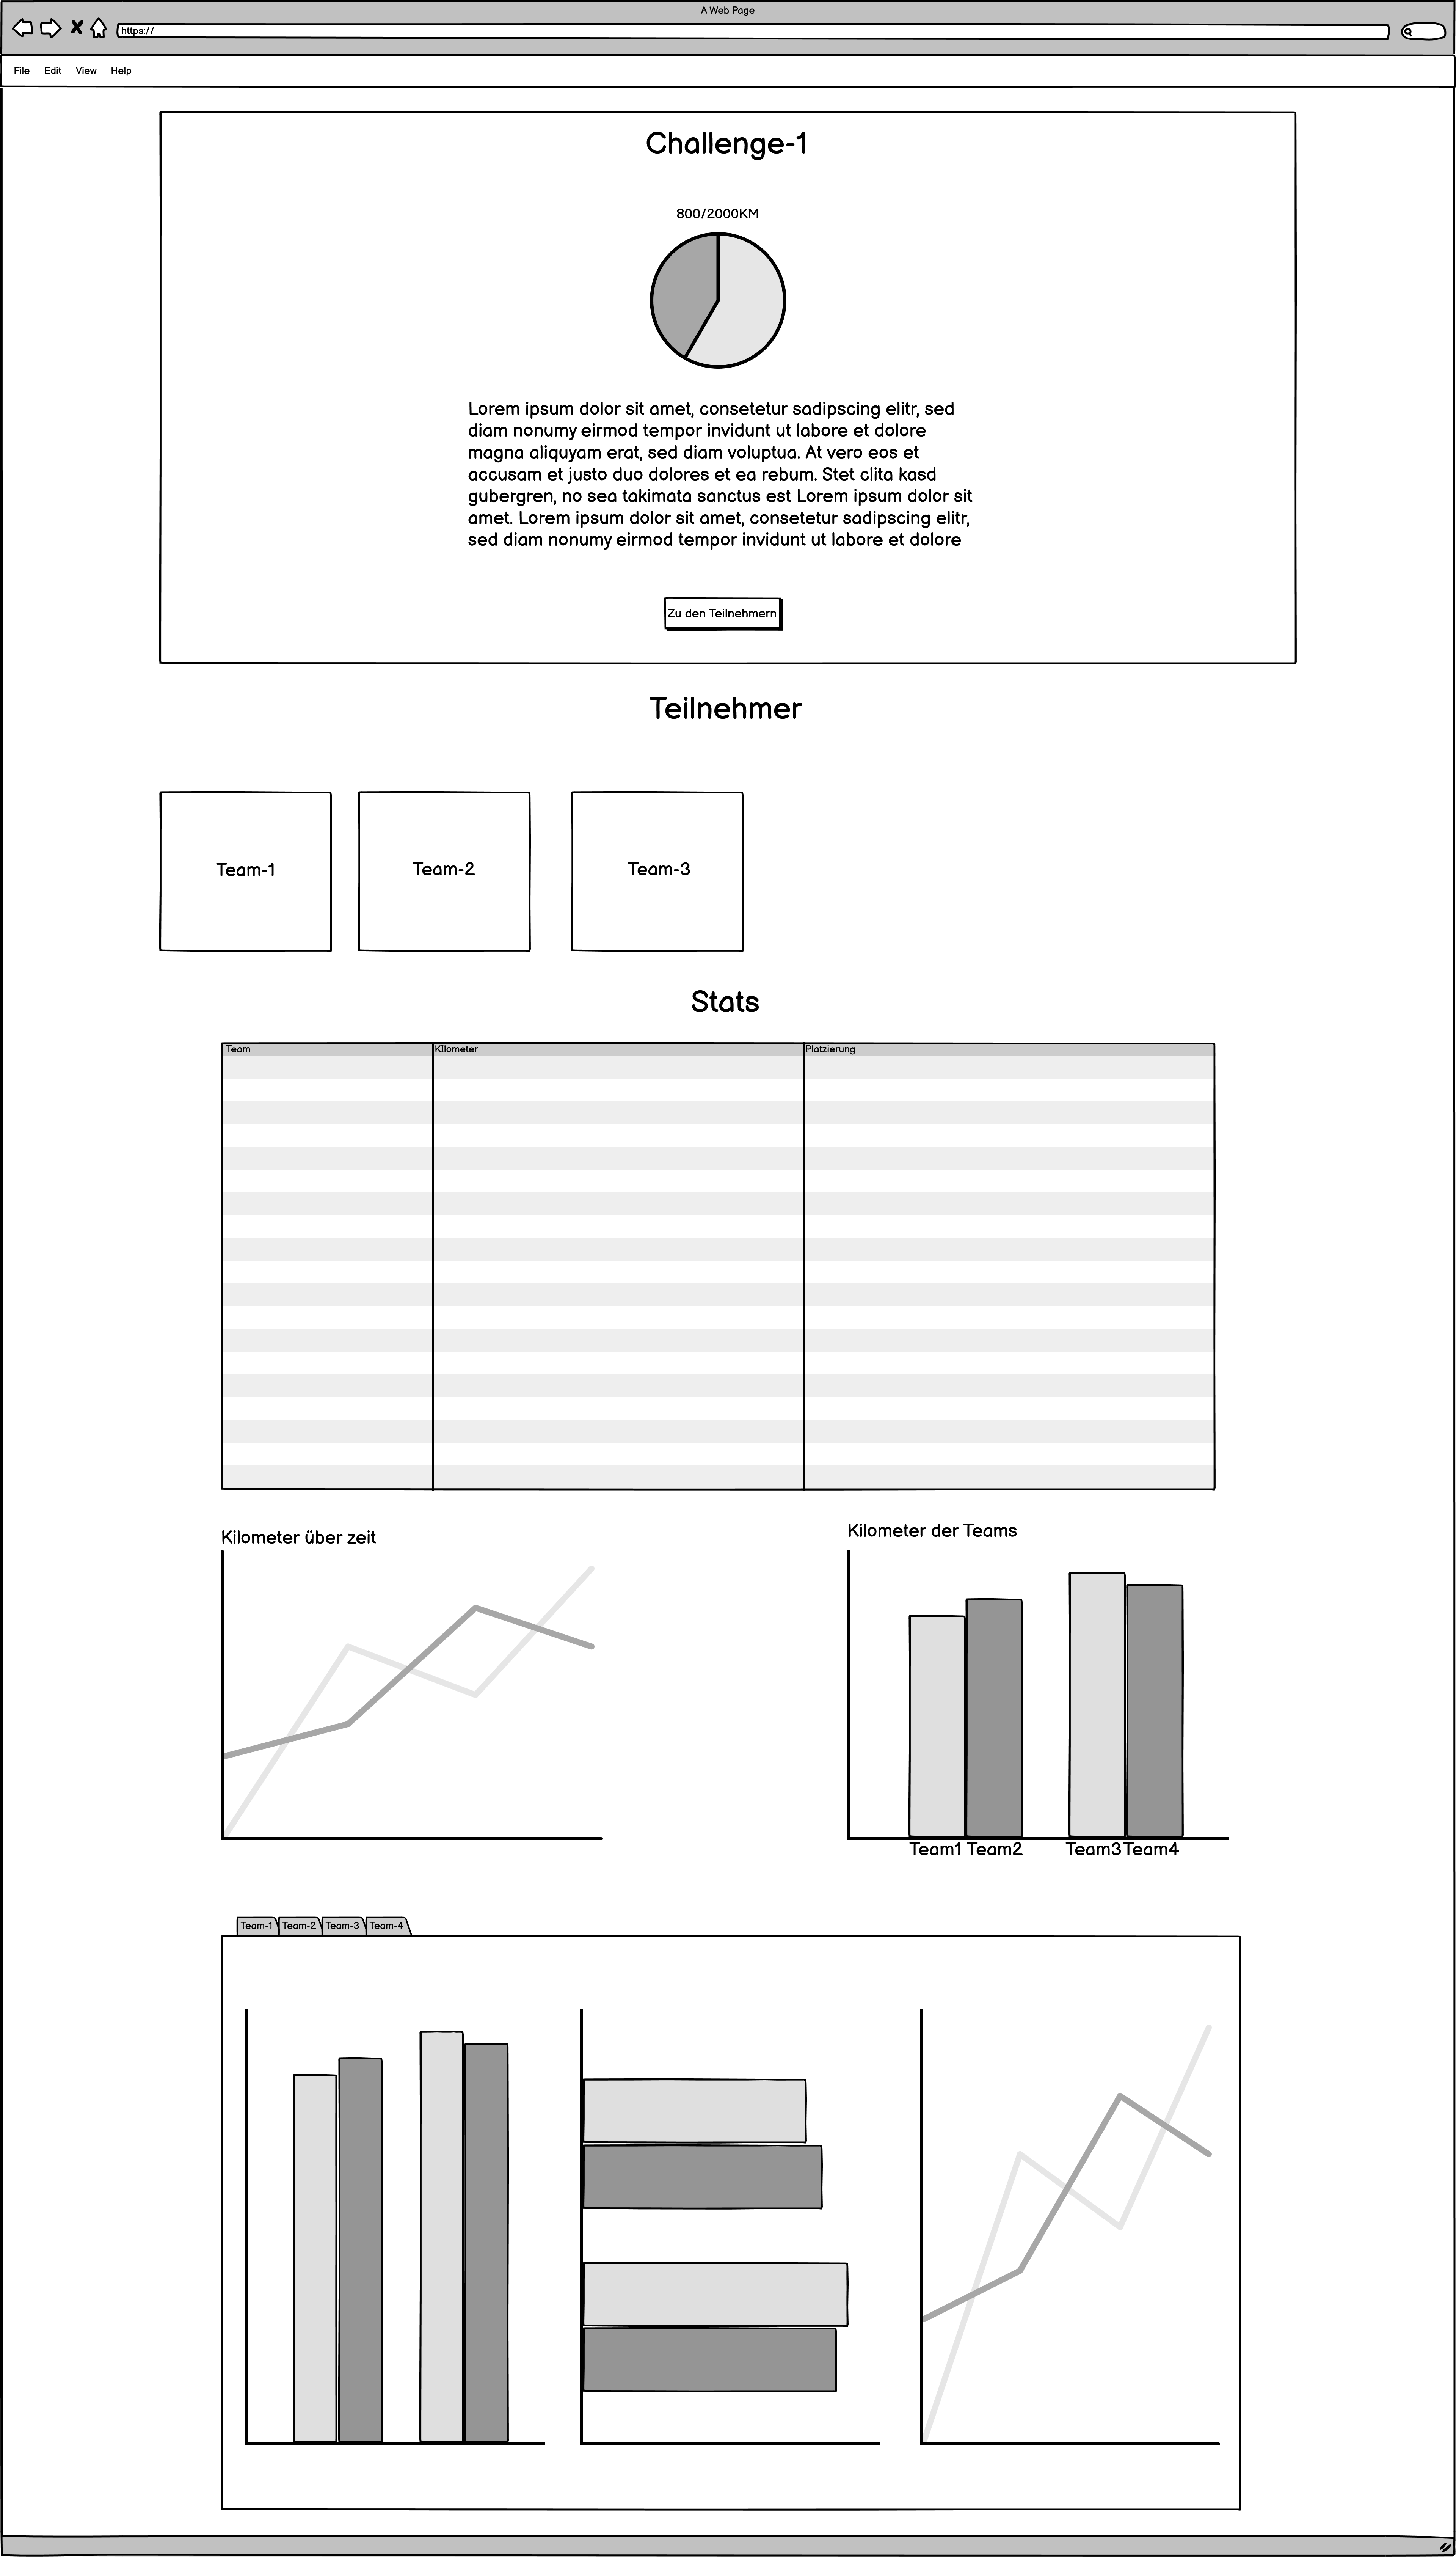 A Web Page
https://
File Edit View Help
Challenge-1
800/2000KM
Lorem ipsum dolor sit amet, consetetur sadipscing elitr, sed
diam nonumy eirmod tempor invidunt ut labore et dolore
magna aliquyam erat, sed diam voluptua. At vero eos et
accusam et justo duo dolores et ea rebum. Stet clita kasd
gubergren, no sea takimata sanctus est Lorem ipsum dolor sit
amet. Lorem ipsum dolor sit amet, consetetur sadipscing elitr,
sed diam nonumy eirmod tempor invidunt ut labore et dolore
Zu den Teilnehmern
Teilnehmer
Team-1 Team-2 Team-3
Stats
Team KIlometer Platzierung
Kilometer über zeit
Kilometer der Teams
Team1 Team2 Team3 Team4
Team-1 Team-2 Team-3 Team-4